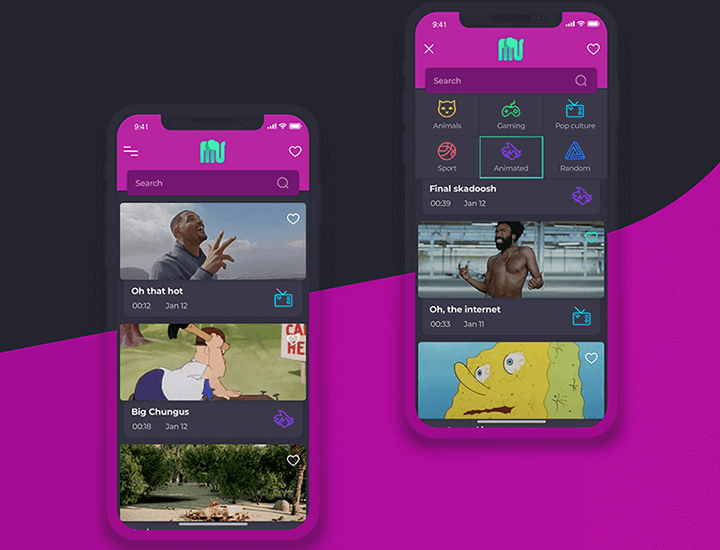 9:41
Search
Oh that hot
00:12 Jan 12
CA
ME
Big Chungus
00:18 Jan 12
9:41
Search
Animals Gaming Pop culture
Sport Animated Random
Final skadoosh
00:39 Jan 12
Oh, the internet
00:33 Jan 11